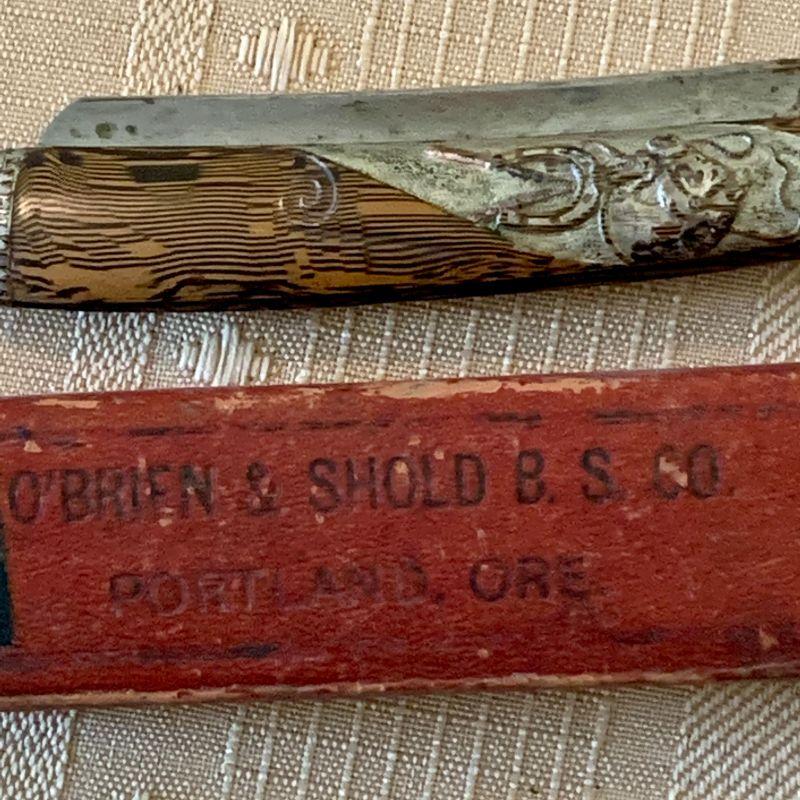 O'BRIEN & SHOLD B. S. CO.
PORTLAND, ORE.